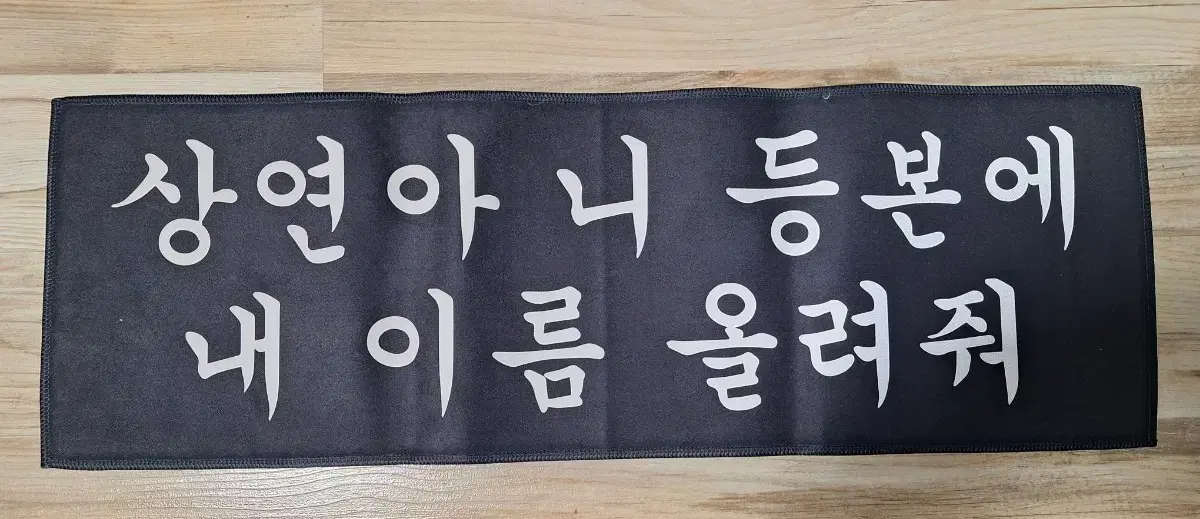 상연아 니 등본에
내 이름 올려줘